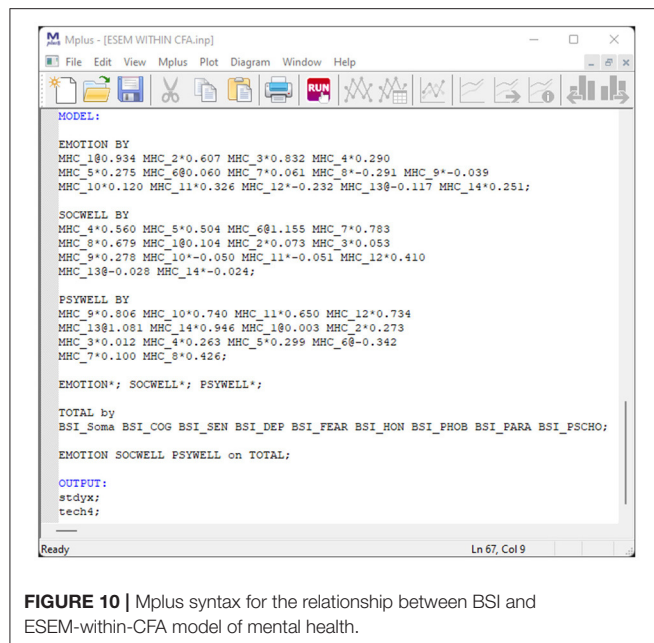 Mplus - [ESEM WITHIN CFA.inp]
File Edit View Mplus Plot Diagram Window Help
RUN
MODEL:
EMOTION BY
MHC_1@0.934 MHC_2*0.607 MHC_3*0.832 MHC_4*0.290
MHC_5*0.275 MHC_6@0.060 MHC_7*0.061 MHC_8*-0.291 MHC_9*-0.039
MHC_10*0.120 MHC_11*0.326 MHC_12*-0.232 MHC_13@-0.117 MHC_14*0.251;
SOCWELL BY
MHC_4*0.560 MHC_5*0.504 MHC_6@1.155 MHC_7*0.783
MHC_8*0.679 MHC_1@0.104 MHC_2*0.073 MHC_3*0.053
MHC_9*0.278 MHC_10*-0.050 MHC_11*-0.051 MHC_12*0.410
MHC_13@-0.028 MHC_14*-0.024;
PSYWELL BY
MHC_9*0.806 MHC_10*0.740 MHC_11*0.650 MHC_12*0.734
MHC_13@1.081 MHC_14*0.946 MHC_1@0.003 MHC_2*0.273
MHC_3*0.012 MHC_4*0.263 MHC_5*0.299 MHC_6@-0.342
MHC_7*0.100 MHC_8*0.426;
EMOTION*; SOCWELL*; PSYWELL*;
TOTAL by
BSI_Soma BSI_COG BSI_SEN BSI_DEP BSI_FEAR BSI_HON BSI_PHOB BSI_PARA BSI_PSCHO;
EMOTION SOCWELL PSYWELL on TOTAL;
OUTPUT:
stdyx;
tech4;
Ready
Ln 67, Col 9
FIGURE 10 | Mplus syntax for the relationship between BSI and
ESEM-within-CFA model of mental health.